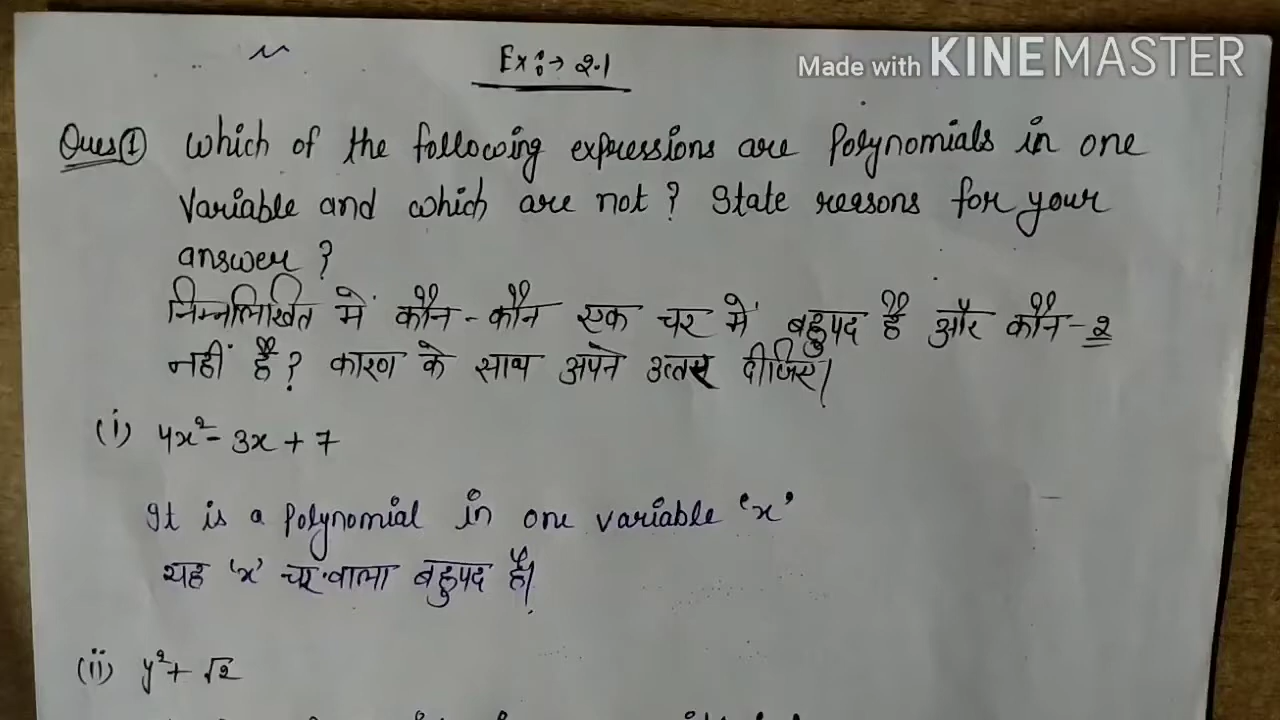 Ex:→ 2.1
Made with KINEMASTER
Ques① Which of the following expressions are Polynomials in one
Variable and which are not? State reasons for your
answer?
निम्नलिखित में कौन-कौन एक चर में बहुपद हैं और कौन-२
नहीं हैं? कारण के साथ अपने उत्तर दीजिए।
(i) 4x²- 3x + 7
It is a Polynomial in one variable 'x'
यह 'x' चर वाला बहुपद है।
(ii) y²+ √2